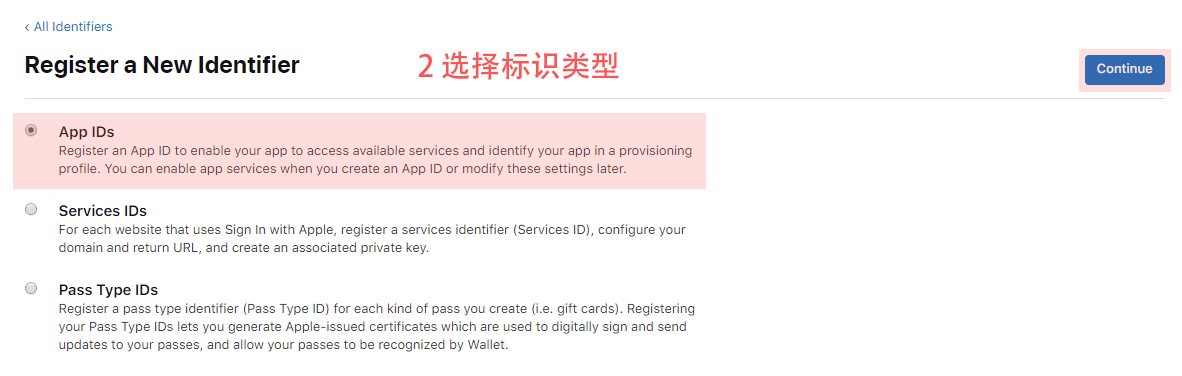 ‹ All Identifiers
Register a New Identifier
2 选择标识类型
Continue
App IDs
Register an App ID to enable your app to access available services and identify your app in a provisioning
profile. You can enable app services when you create an App ID or modify these settings later.
Services IDs
For each website that uses Sign In with Apple, register a services identifier (Services ID), configure your
domain and return URL, and create an associated private key.
Pass Type IDs
Register a pass type identifier (Pass Type ID) for each kind of pass you create (i.e. gift cards). Registering
your Pass Type IDs lets you generate Apple-issued certificates which are used to digitally sign and send
updates to your passes, and allow your passes to be recognized by Wallet.